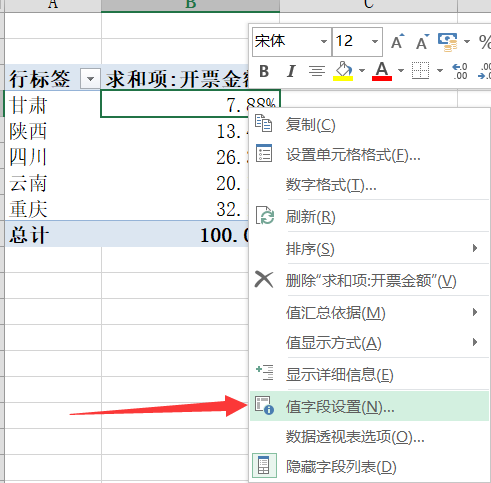 A B C
宋体 12 A A %
B I A .00 .00
行标签 求和项:开票金额
甘肃 7.88%
陕西 13.
四川 26.
云南 20.
重庆 32.
总计 100.
复制(C)
设置单元格格式(F)...
数字格式(T)...
刷新(R)
排序(S)
删除“求和项:开票金额”(V)
值汇总依据(M)
值显示方式(A)
显示详细信息(E)
值字段设置(N)...
数据透视表选项(O)...
隐藏字段列表(D)